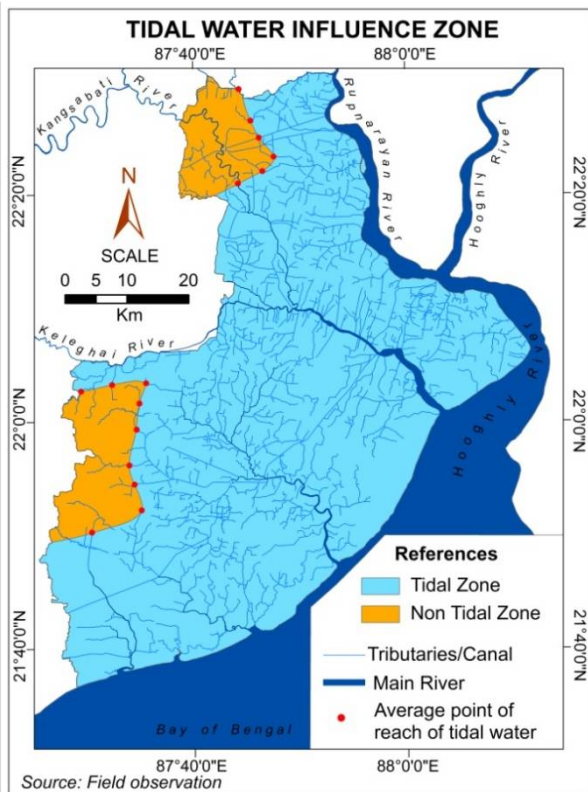 TIDAL WATER INFLUENCE ZONE
87°40'0"E
88°0'0"E
Kangsabati River
Rupnarayan River
Hooghly River
22°20'0"N
22°20'0"N
N
SCALE
0 5 10 20
Km
Keleghai River
Hooghly River
22°0'0"N
22°0'0"N
References
Tidal Zone
Non Tidal Zone
Tributaries/Canal
Main River
Average point of
reach of tidal water
21°40'0"N
21°40'0"N
Bay of Bengal
87°40'0"E
88°0'0"E
Source: Field observation